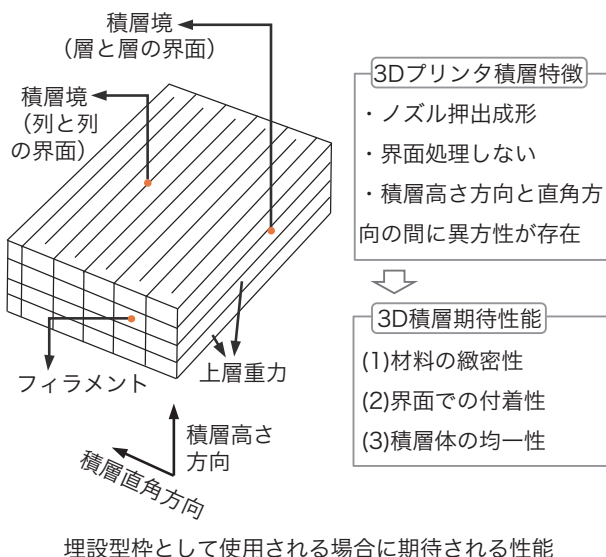 積層境
（層と層の界面）
積層境
（列と列
の界面）
フィラメント
上層重力
積層高さ
方向
積層直角方向
3Dプリンタ積層特徴
・ノズル押出成形
・界面処理しない
・積層高さ方向と直角方
向の間に異方性が存在
3D積層期待性能
(1)材料の緻密性
(2)界面での付着性
(3)積層体の均一性
埋設型枠として使用される場合に期待される性能